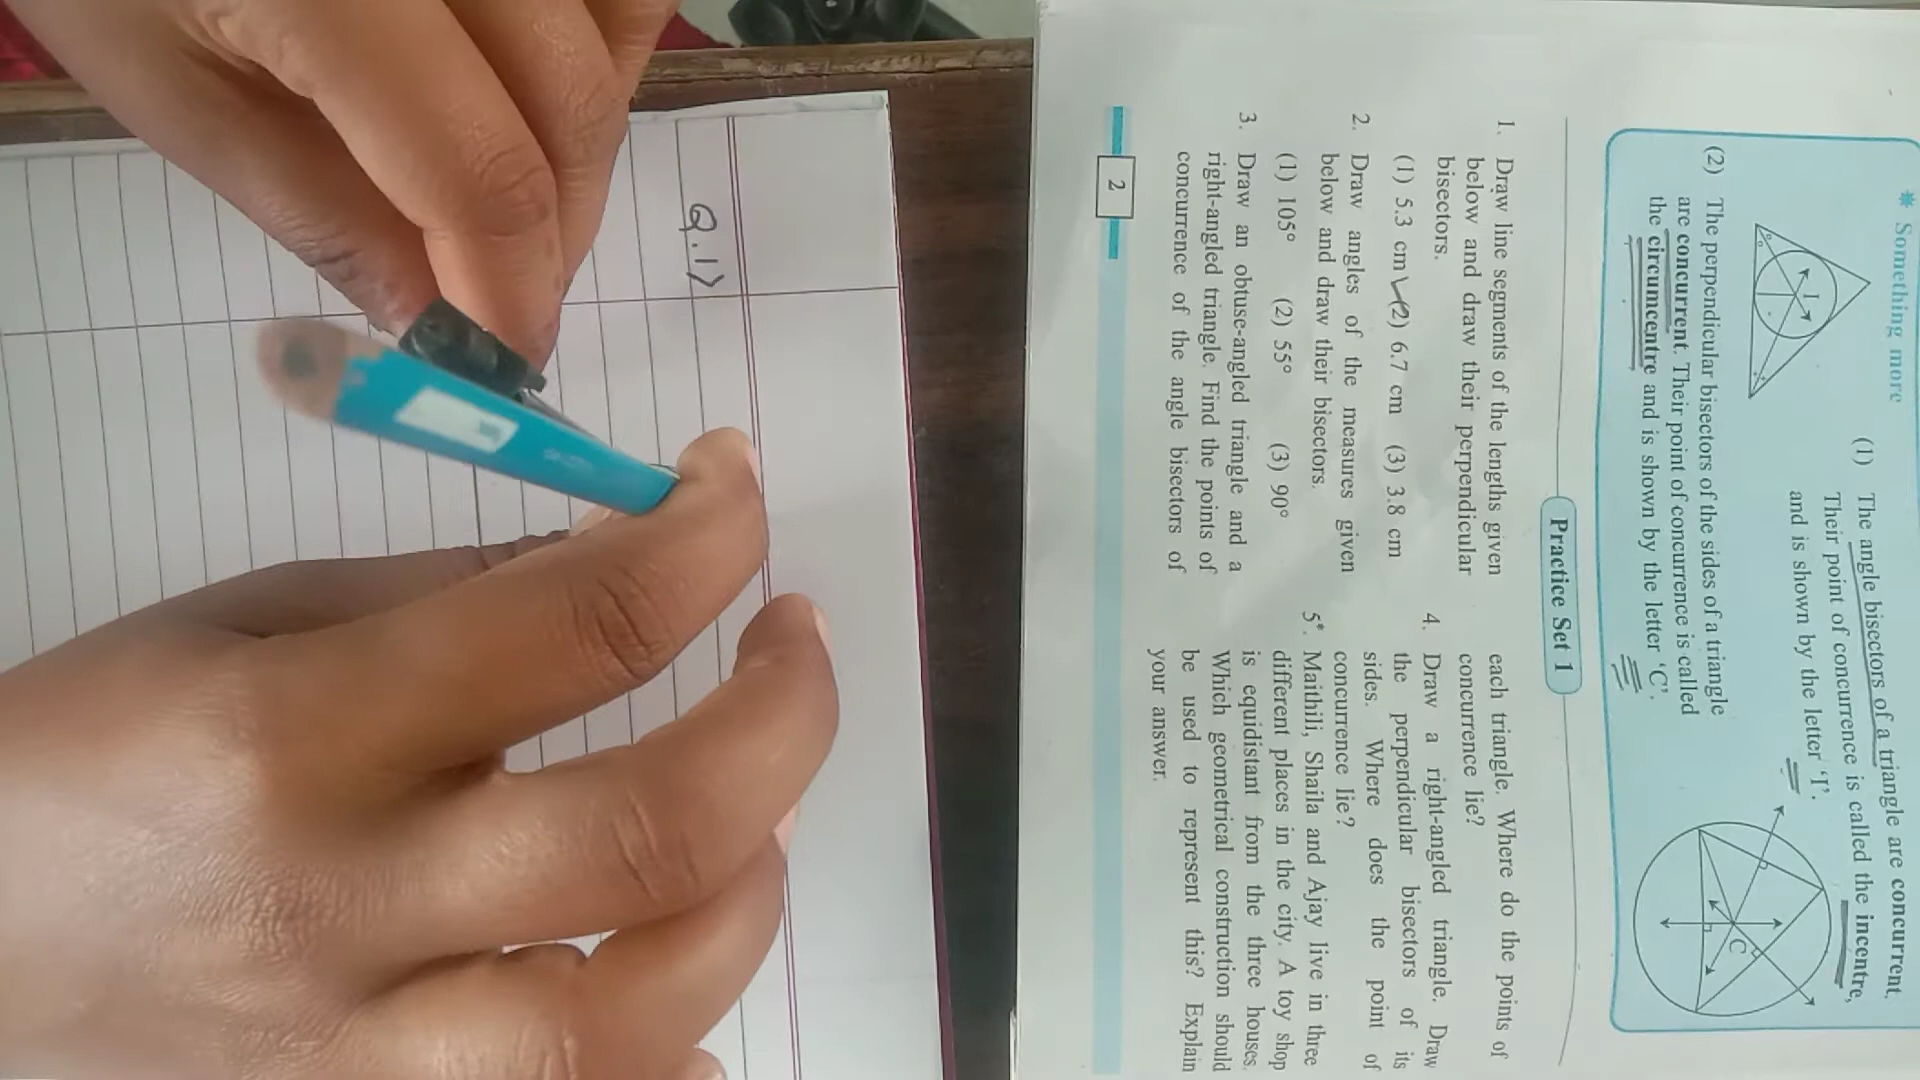 * Something more
(1) The angle bisectors of a triangle are concurrent.
Their point of concurrence is called the incentre,
and is shown by the letter 'I'.
I
(2) The perpendicular bisectors of the sides of a triangle
are concurrent. Their point of concurrence is called
the circumcentre and is shown by the letter 'C'.
C
Practice Set 1
1. Draw line segments of the lengths given
below and draw their perpendicular
bisectors.
(1) 5.3 cm (2) 6.7 cm (3) 3.8 cm
2. Draw angles of the measures given
below and draw their bisectors.
(1) 105° (2) 55° (3) 90°
3. Draw an obtuse-angled triangle and a
right-angled triangle. Find the points of
concurrence of the angle bisectors of
each triangle. Where do the points of
concurrence lie?
4. Draw a right-angled triangle. Draw
the perpendicular bisectors of its
sides. Where does the point of
concurrence lie?
5*. Maithili, Shaila and Ajay live in three
different places in the city. A toy shop
is equidistant from the three houses.
Which geometrical construction should
be used to represent this? Explain
your answer.
2
Q.1)